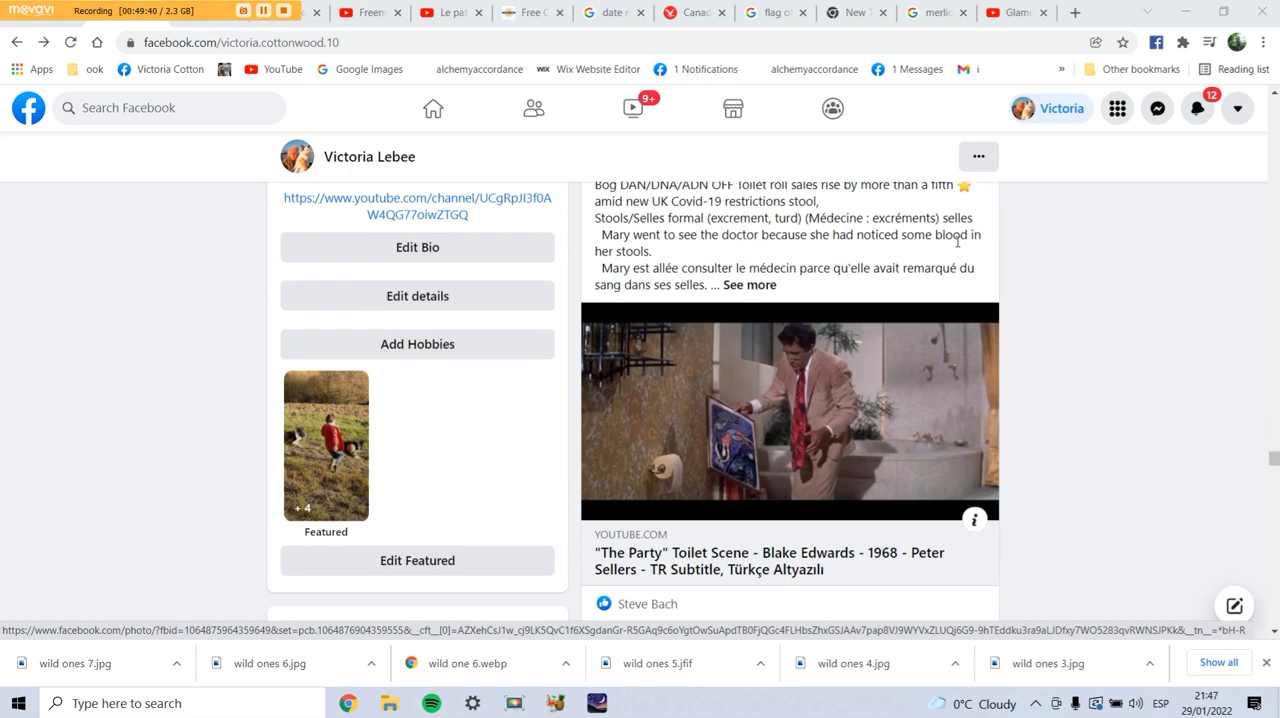 movavi
Recording (00:49:40 / 2.3 GB)
Freem
Le pat
Free C
date n
Canad
flag o
New T
merli
Glam
facebook.com/victoria.cottonwood.10
Apps
ook
Victoria Cotton
YouTube
Google Images
alchemyaccordance
WIX Wix Website Editor
1 Notifications
alchemyaccordance
1 Messages
i
»
Other bookmarks
Reading list
Search Facebook
9+
Victoria
12
Victoria Lebee
https://www.youtube.com/channel/UCgRpJI3f0A
W4QG77oiwZTGQ
Edit Bio
Edit details
Add Hobbies
+ 4
Featured
Edit Featured
Bog DAN/DNA/ADN OFF Toilet roll sales rise by more than a fifth ⭐
amid new UK Covid-19 restrictions stool,
Stools/Selles formal (excrement, turd) (Médecine : excréments) selles
Mary went to see the doctor because she had noticed some blood in
her stools.
Mary est allée consulter le médecin parce qu'elle avait remarqué du
sang dans ses selles. ... See more
YOUTUBE.COM
"The Party" Toilet Scene - Blake Edwards - 1968 - Peter
Sellers - TR Subtitle, Türkçe Altyazılı
Steve Bach
wild ones 7.jpg
wild ones 6.jpg
wild one 6.webp
wild ones 5.jfif
wild ones 4.jpg
wild ones 3.jpg
Show all
Type here to search
0°C Cloudy
ESP
21:47
29/01/2022